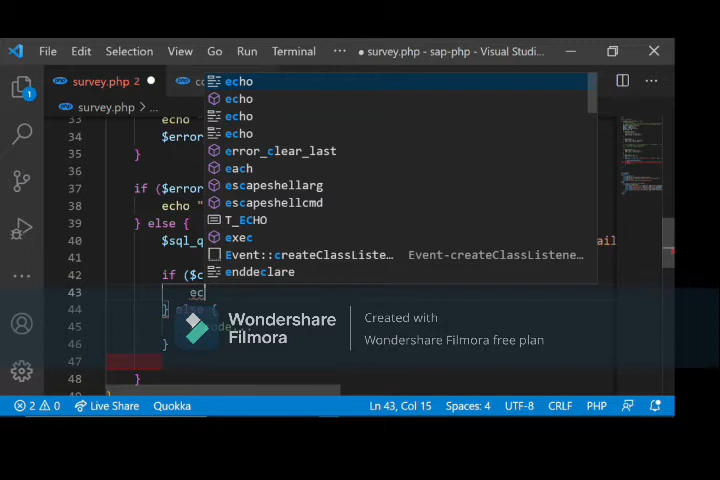 File Edit Selection View Go Run Terminal ··· ● survey.php - sap-php - Visual Studi...
survey.php 2 ●
survey.php > ...
echo
echo
echo
echo
error_clear_last
each
escapeshellarg
escapeshellcmd
T_ECHO
exec
Event::createClassListe… Event-createClassListene…
enddeclare
33 echo
34 $error
35 }
36
37 if ($error
38 echo "
39 } else {
40 $sql_q ail
41
42 if ($c
43 ec
44 } else {
45
46 }
47
48 }
1
Wondershare
Filmora
Created with
Wondershare Filmora free plan
2 0 Live Share Quokka Ln 43, Col 15 Spaces: 4 UTF-8 CRLF PHP